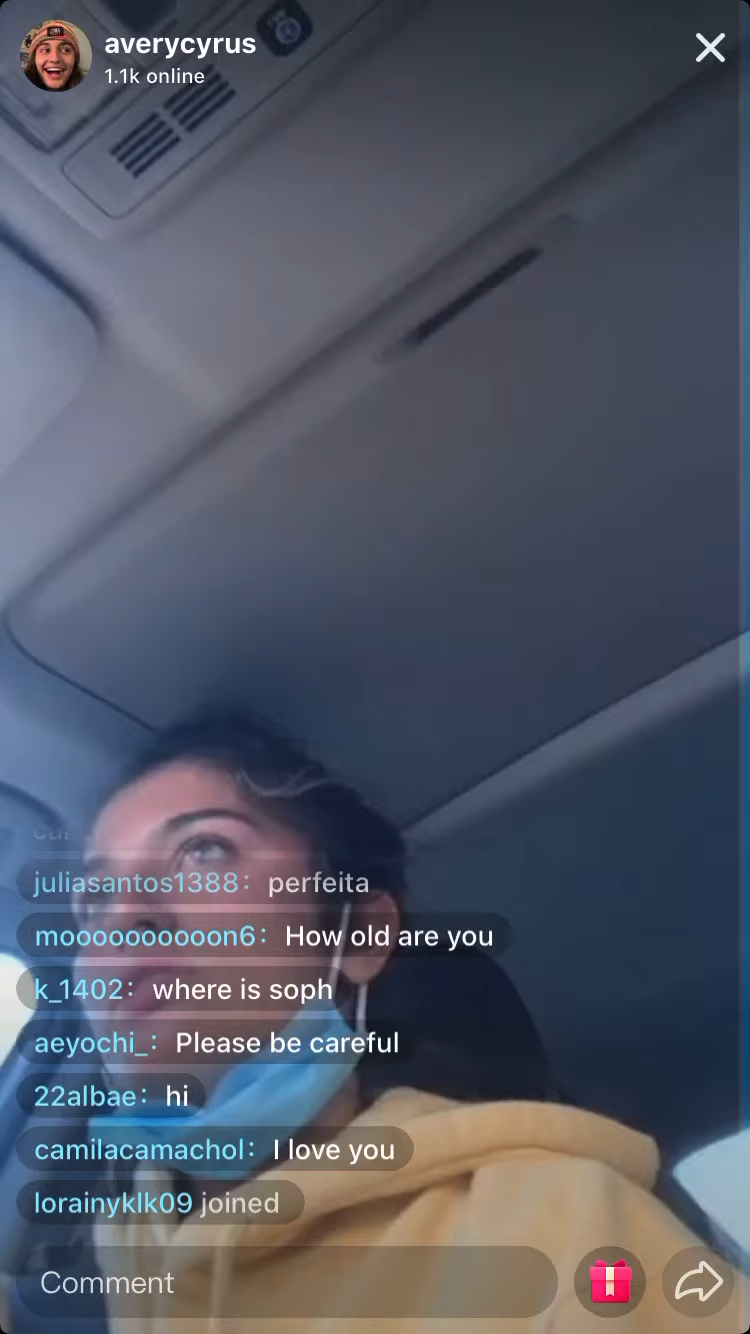 averycyrus
1.1k online
juliasantos1388: perfeita
moooooooooon6: How old are you
k_1402: where is soph
aeyochi_: Please be careful
22albae: hi
camilacamachol: I love you
lorainyklk09 joined
Comment